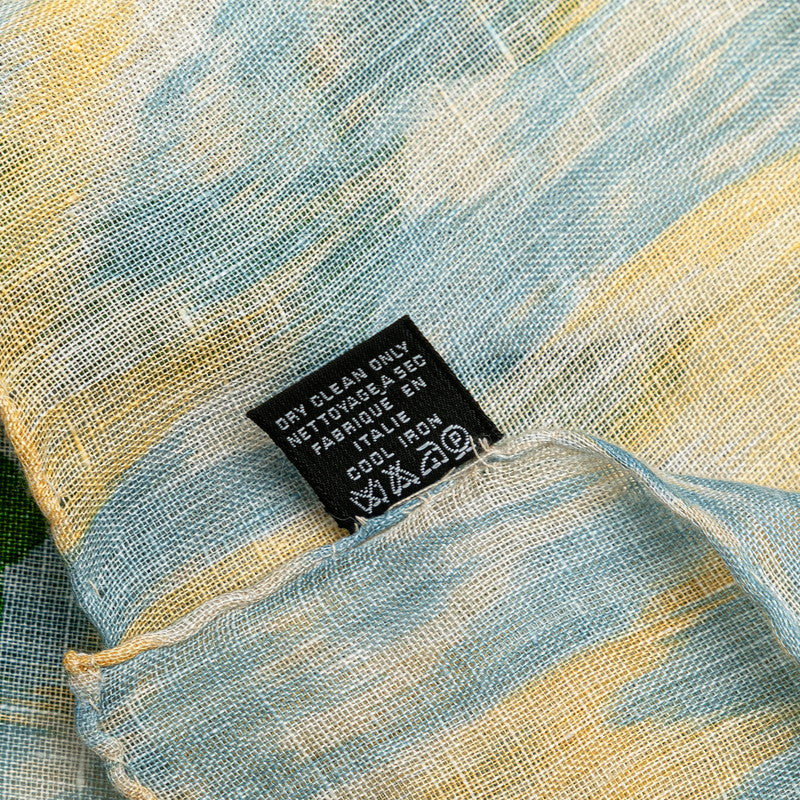 DRY CLEAN ONLY
NETTOYAGE A SEC
FABRIQUE EN
ITALIE
COOL IRON
P